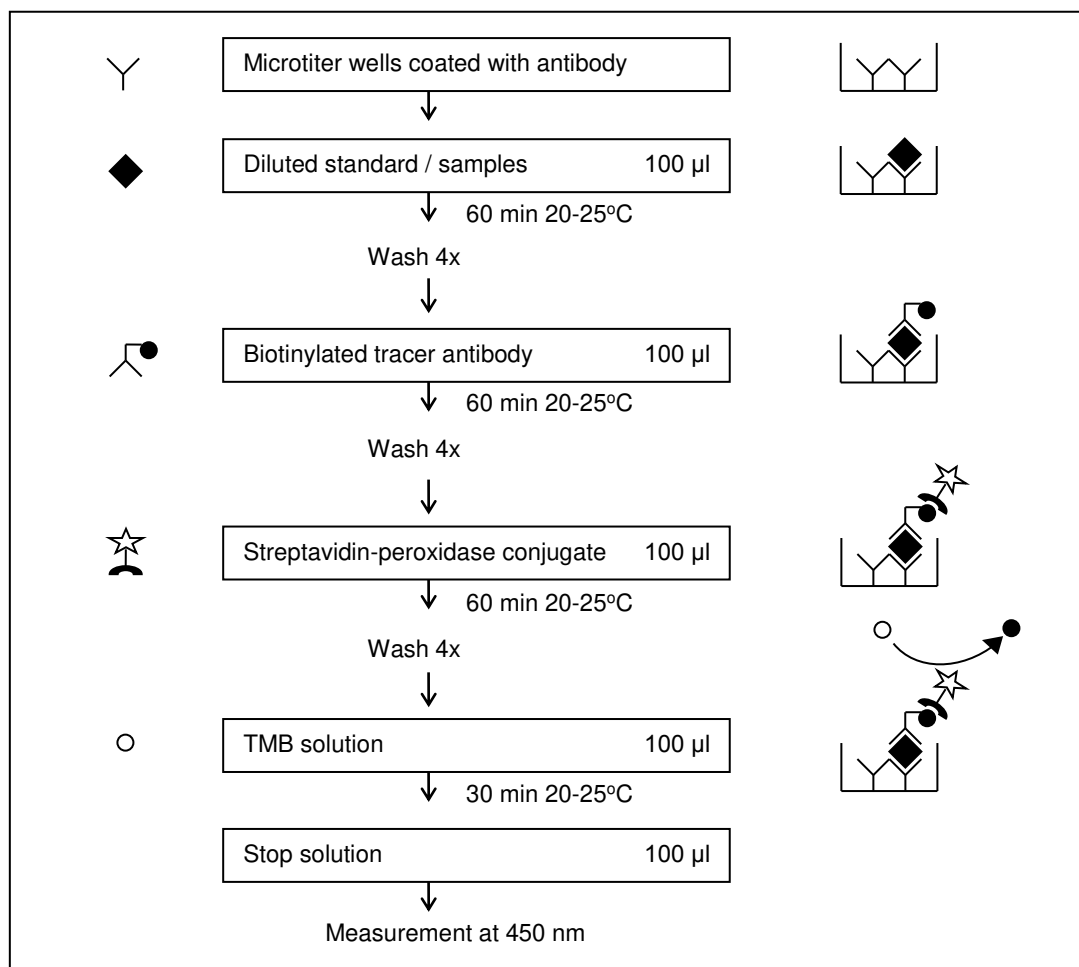 Microtiter wells coated with antibody
Diluted standard / samples 100 µl
60 min 20-25°C
Wash 4x
Biotinylated tracer antibody 100 µl
60 min 20-25°C
Wash 4x
Streptavidin-peroxidase conjugate 100 µl
60 min 20-25°C
Wash 4x
TMB solution 100 µl
30 min 20-25°C
Stop solution 100 µl
Measurement at 450 nm